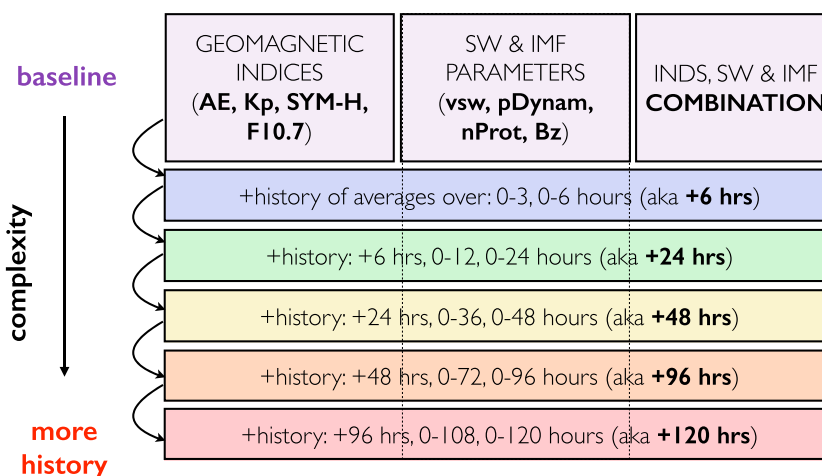 baseline
GEOMAGNETIC
INDICES
(AE, Kp, SYM-H,
F10.7)
SW & IMF
PARAMETERS
(vsw, pDynam,
nProt, Bz)
INDS, SW & IMF
COMBINATION
complexity
+history of averages over: 0-3, 0-6 hours (aka +6 hrs)
+history: +6 hrs, 0-12, 0-24 hours (aka +24 hrs)
+history: +24 hrs, 0-36, 0-48 hours (aka +48 hrs)
+history: +48 hrs, 0-72, 0-96 hours (aka +96 hrs)
+history: +96 hrs, 0-108, 0-120 hours (aka +120 hrs)
more
history